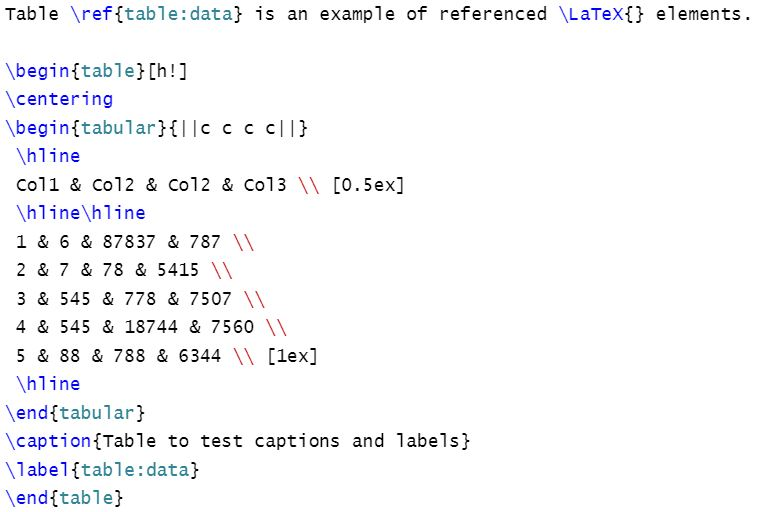 Table \ref{table:data} is an example of referenced \LaTeX{} elements.

\begin{table}[h!]
\centering
\begin{tabular}{||c c c c||}
 \hline
 Col1 & Col2 & Col2 & Col3 \\ [0.5ex]
 \hline\hline
 1 & 6 & 87837 & 787 \\
 2 & 7 & 78 & 5415 \\
 3 & 545 & 778 & 7507 \\
 4 & 545 & 18744 & 7560 \\
 5 & 88 & 788 & 6344 \\ [1ex]
 \hline
\end{tabular}
\caption{Table to test captions and labels}
\label{table:data}
\end{table}